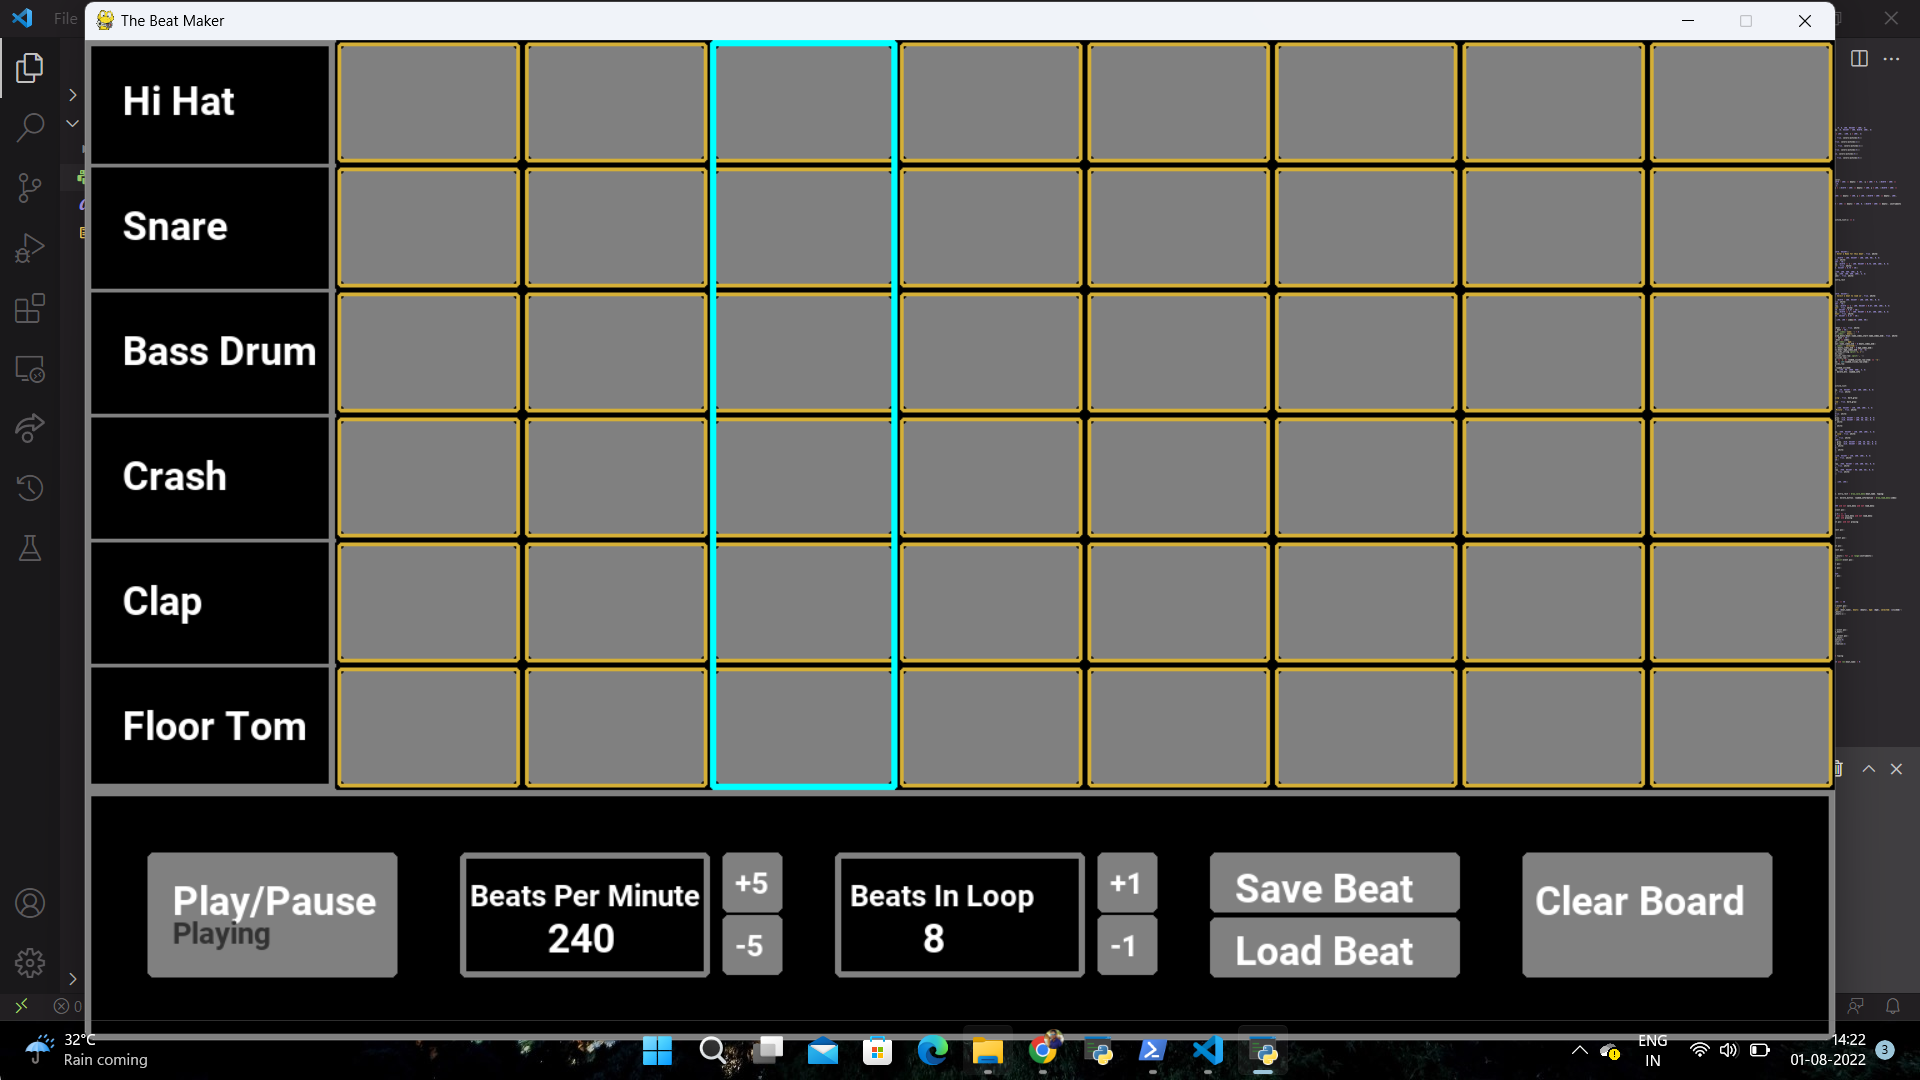 File
The Beat Maker
Hi Hat
Snare
Bass Drum
Crash
Clap
Floor Tom
Play/Pause
Playing
Beats Per Minute
240
+5
-5
Beats In Loop
8
+1
-1
Save Beat
Load Beat
Clear Board
0
32°C
Rain coming
ENG
IN
14:22
01-08-2022
3